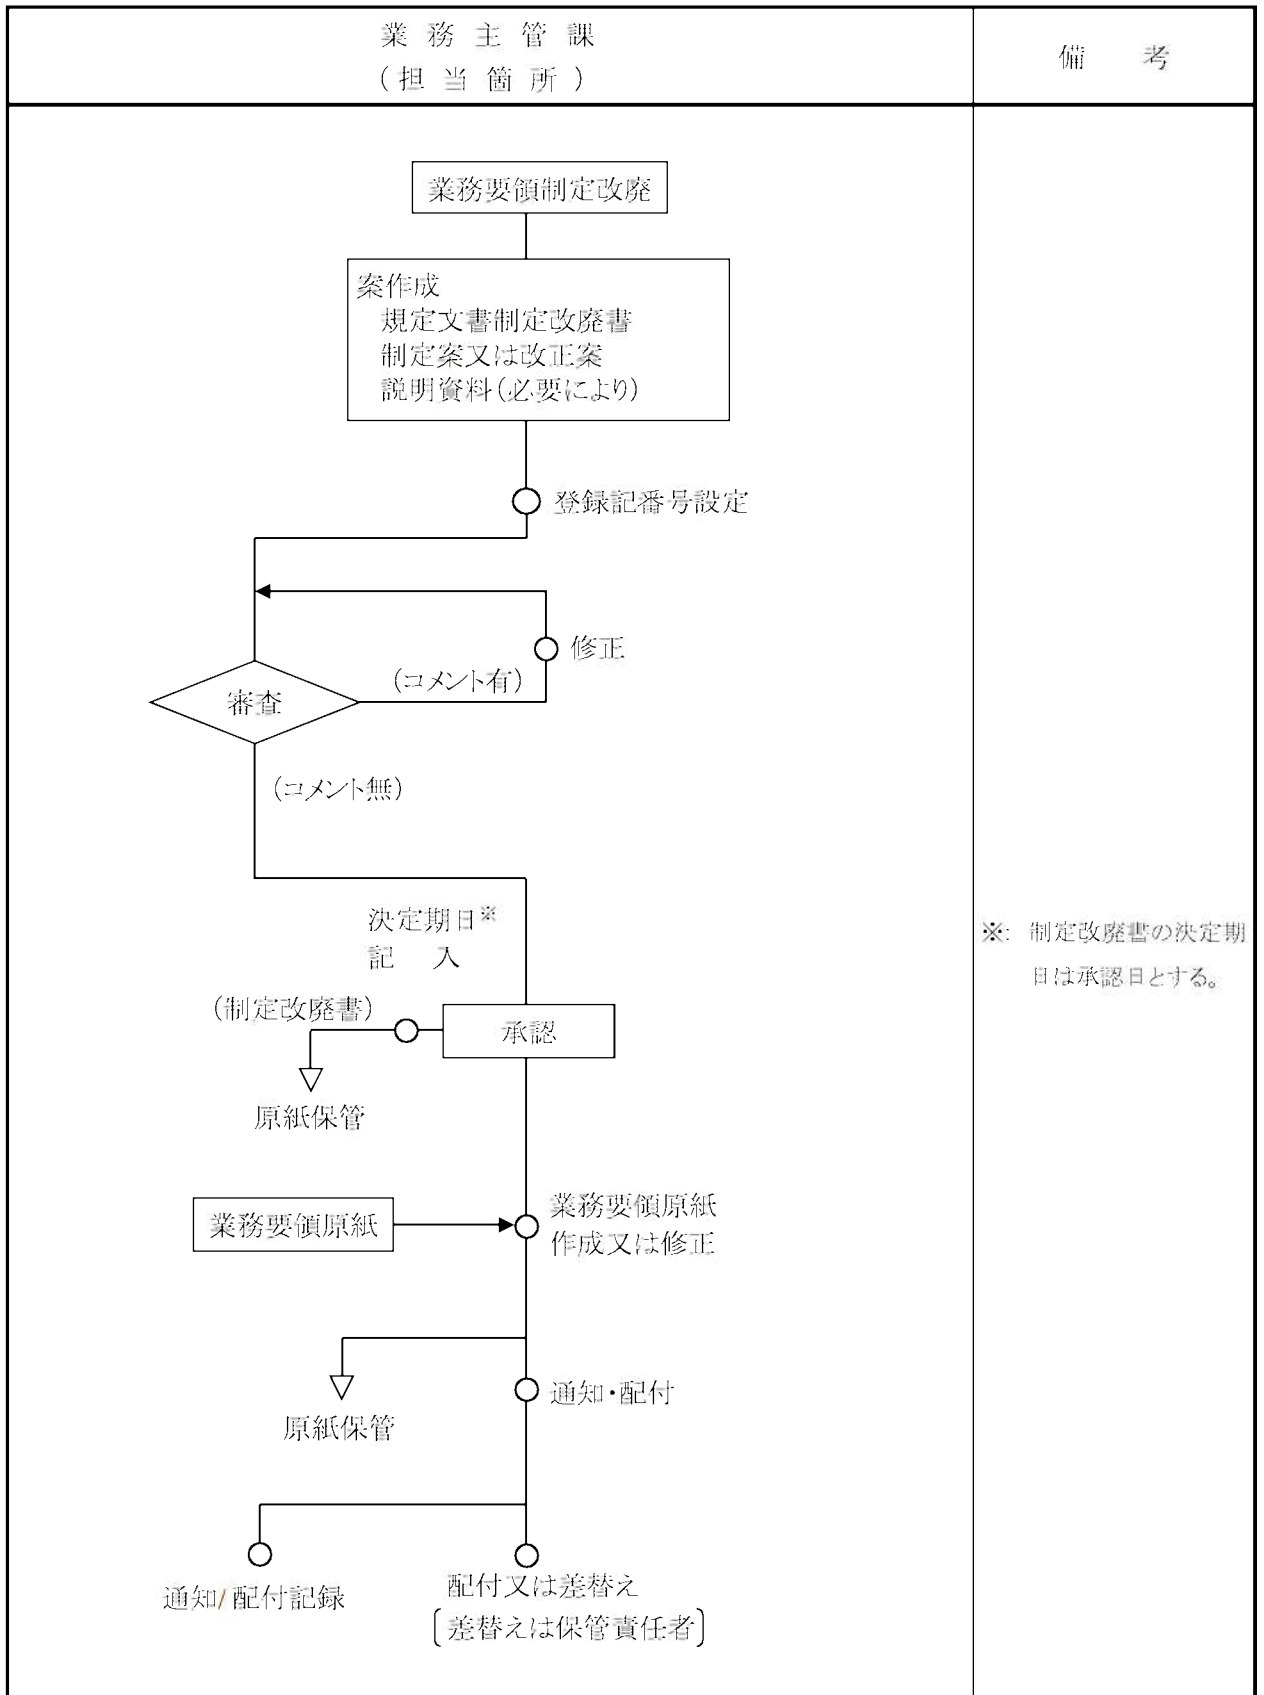 業務主管課
(担当箇所)
備考
業務要領制定改廃
案作成
規定文書制定改廃書
制定案又は改正案
説明資料(必要により)
登録記番号設定
修正
(コメント有)
審査
(コメント無)
決定期日※
記入
※: 制定改廃書の決定期
日は承認日とする。
(制定改廃書)
承認
原紙保管
業務要領原紙
業務要領原紙
作成又は修正
通知・配付
原紙保管
通知/配付記録
配付又は差替え
〔差替えは保管責任者〕